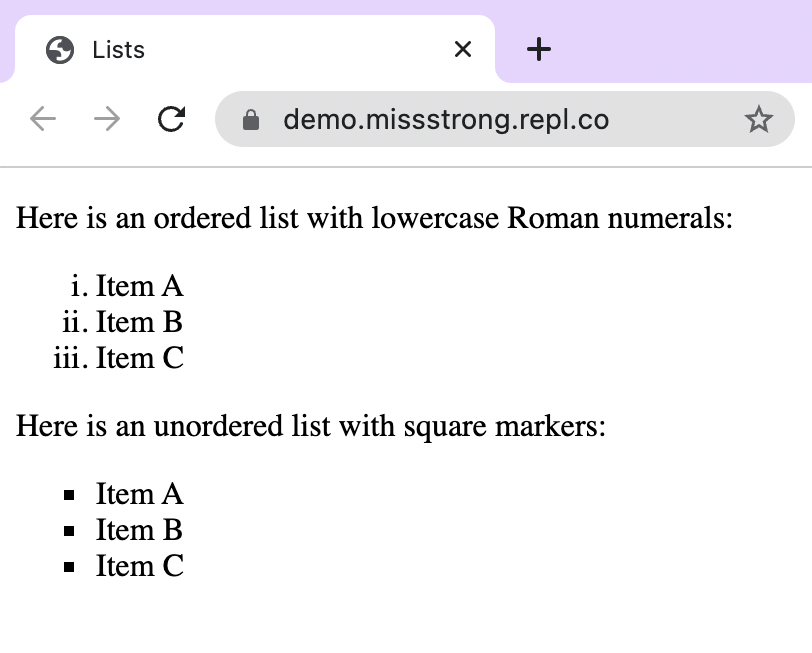 Lists
demo.missstrong.repl.co
Here is an ordered list with lowercase Roman numerals:
i. Item A
ii. Item B
iii. Item C
Here is an unordered list with square markers:
▪ Item A
▪ Item B
▪ Item C